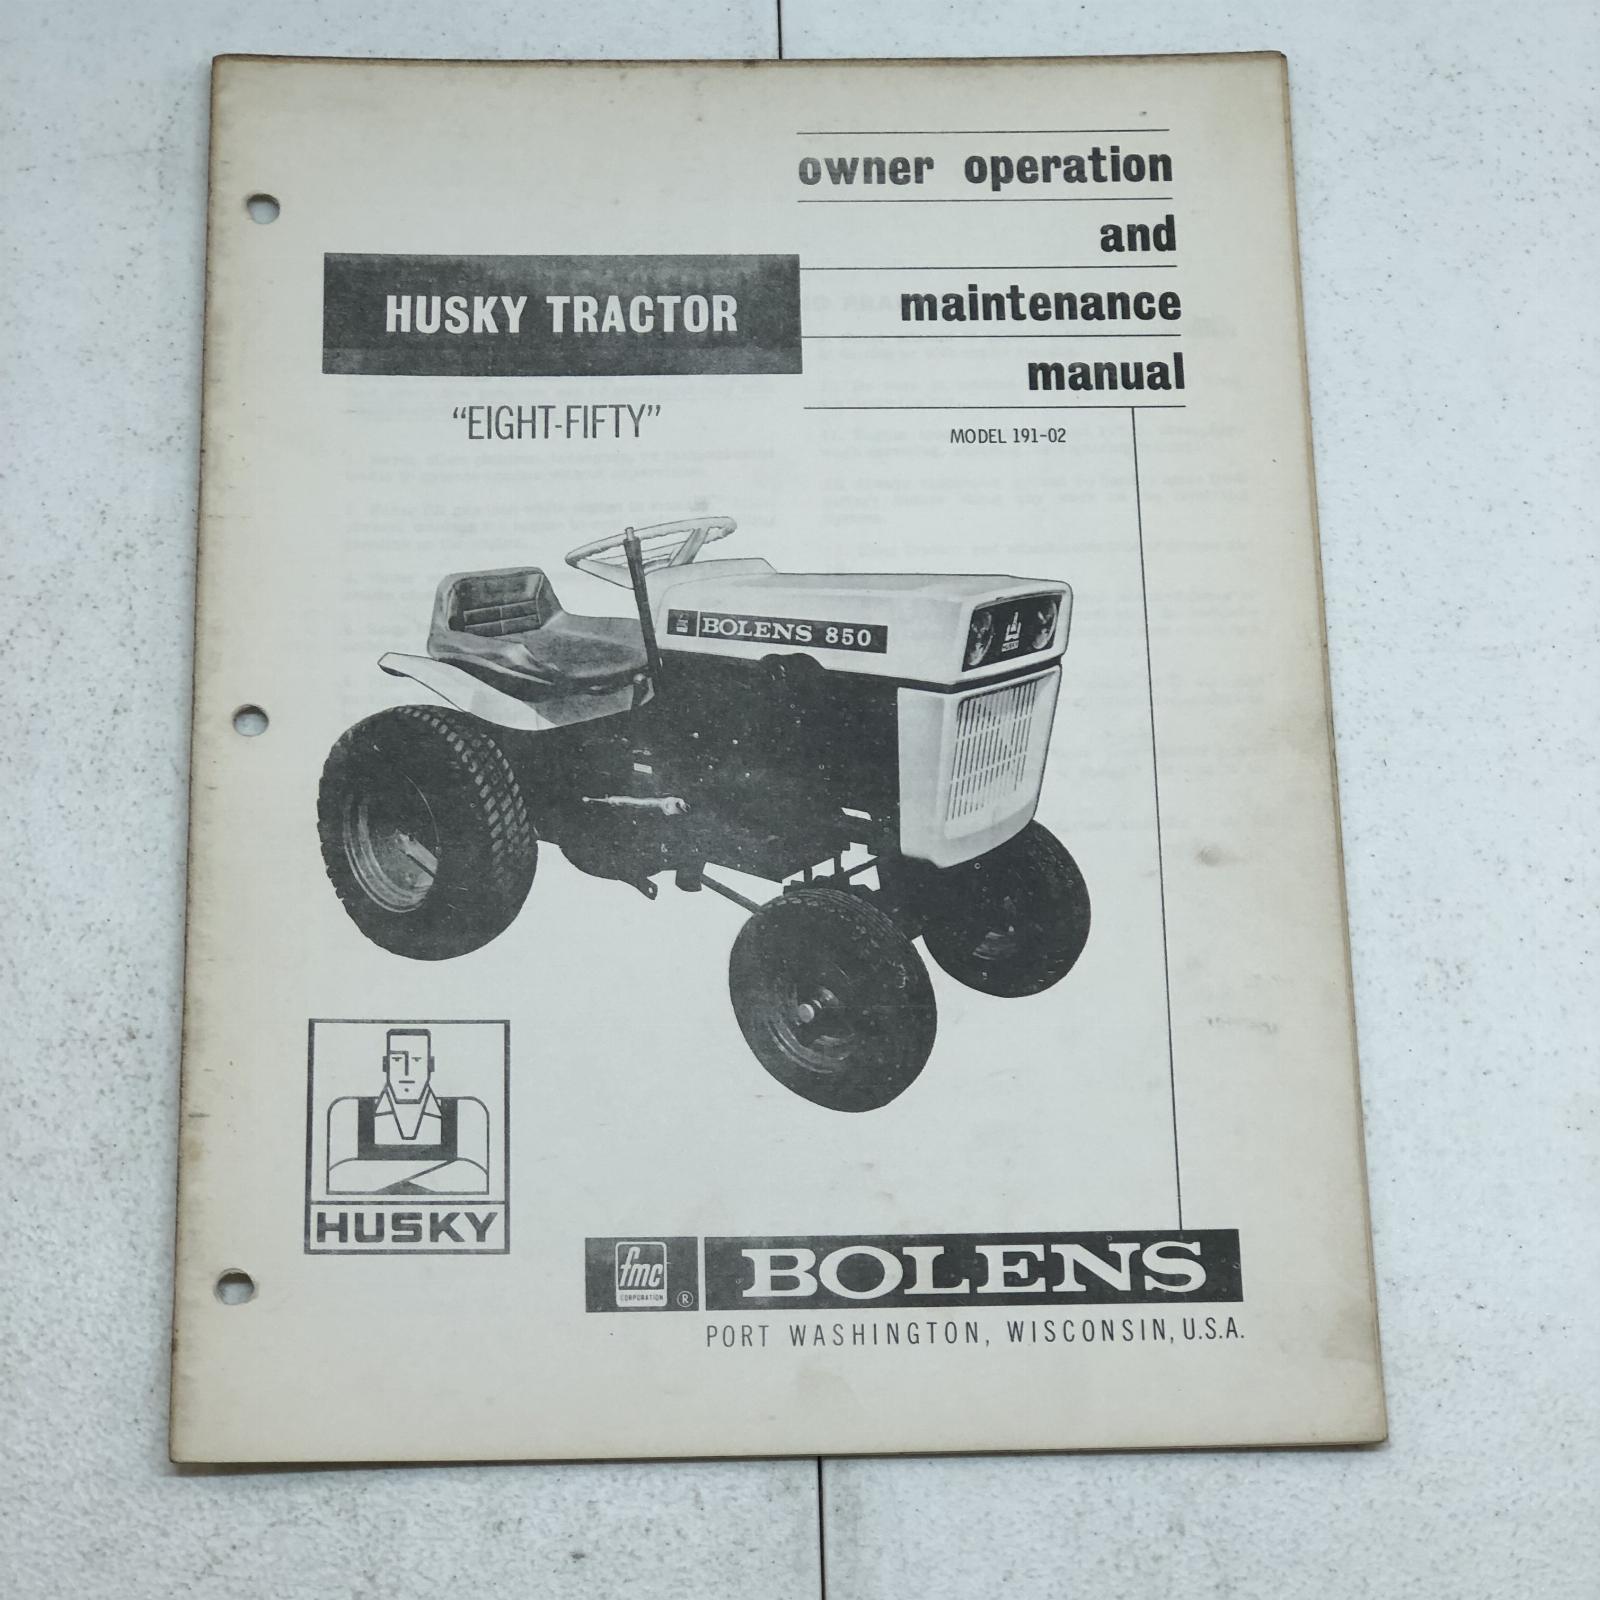 owner operation
and
maintenance
manual
HUSKY TRACTOR
“EIGHT-FIFTY”
MODEL 191-02
BOLENS 850
HUSKY
HUSKY
fmc
CORPORATION
®
BOLENS
PORT WASHINGTON, WISCONSIN, U.S.A.